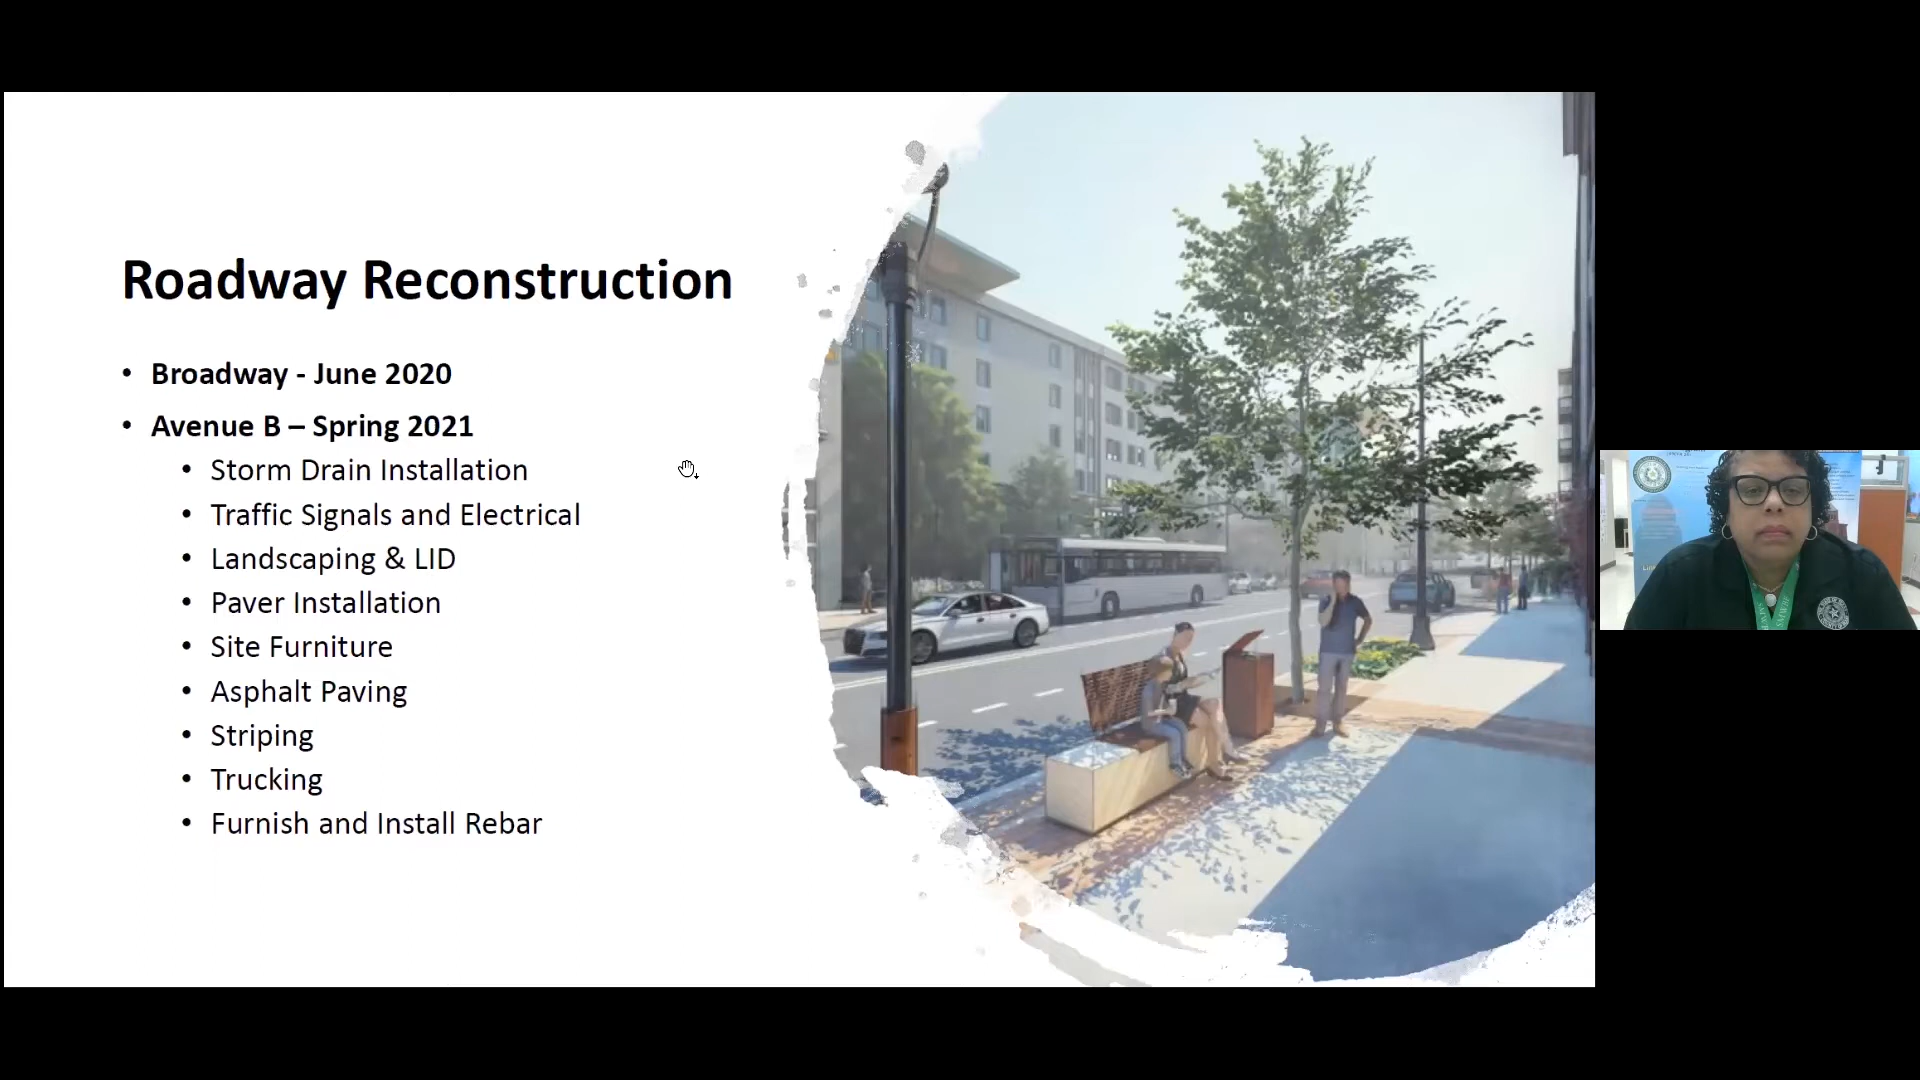 Roadway Reconstruction
• Broadway - June 2020
• Avenue B – Spring 2021
• Storm Drain Installation
• Traffic Signals and Electrical
• Landscaping & LID
• Paver Installation
• Site Furniture
• Asphalt Paving
• Striping
• Trucking
• Furnish and Install Rebar